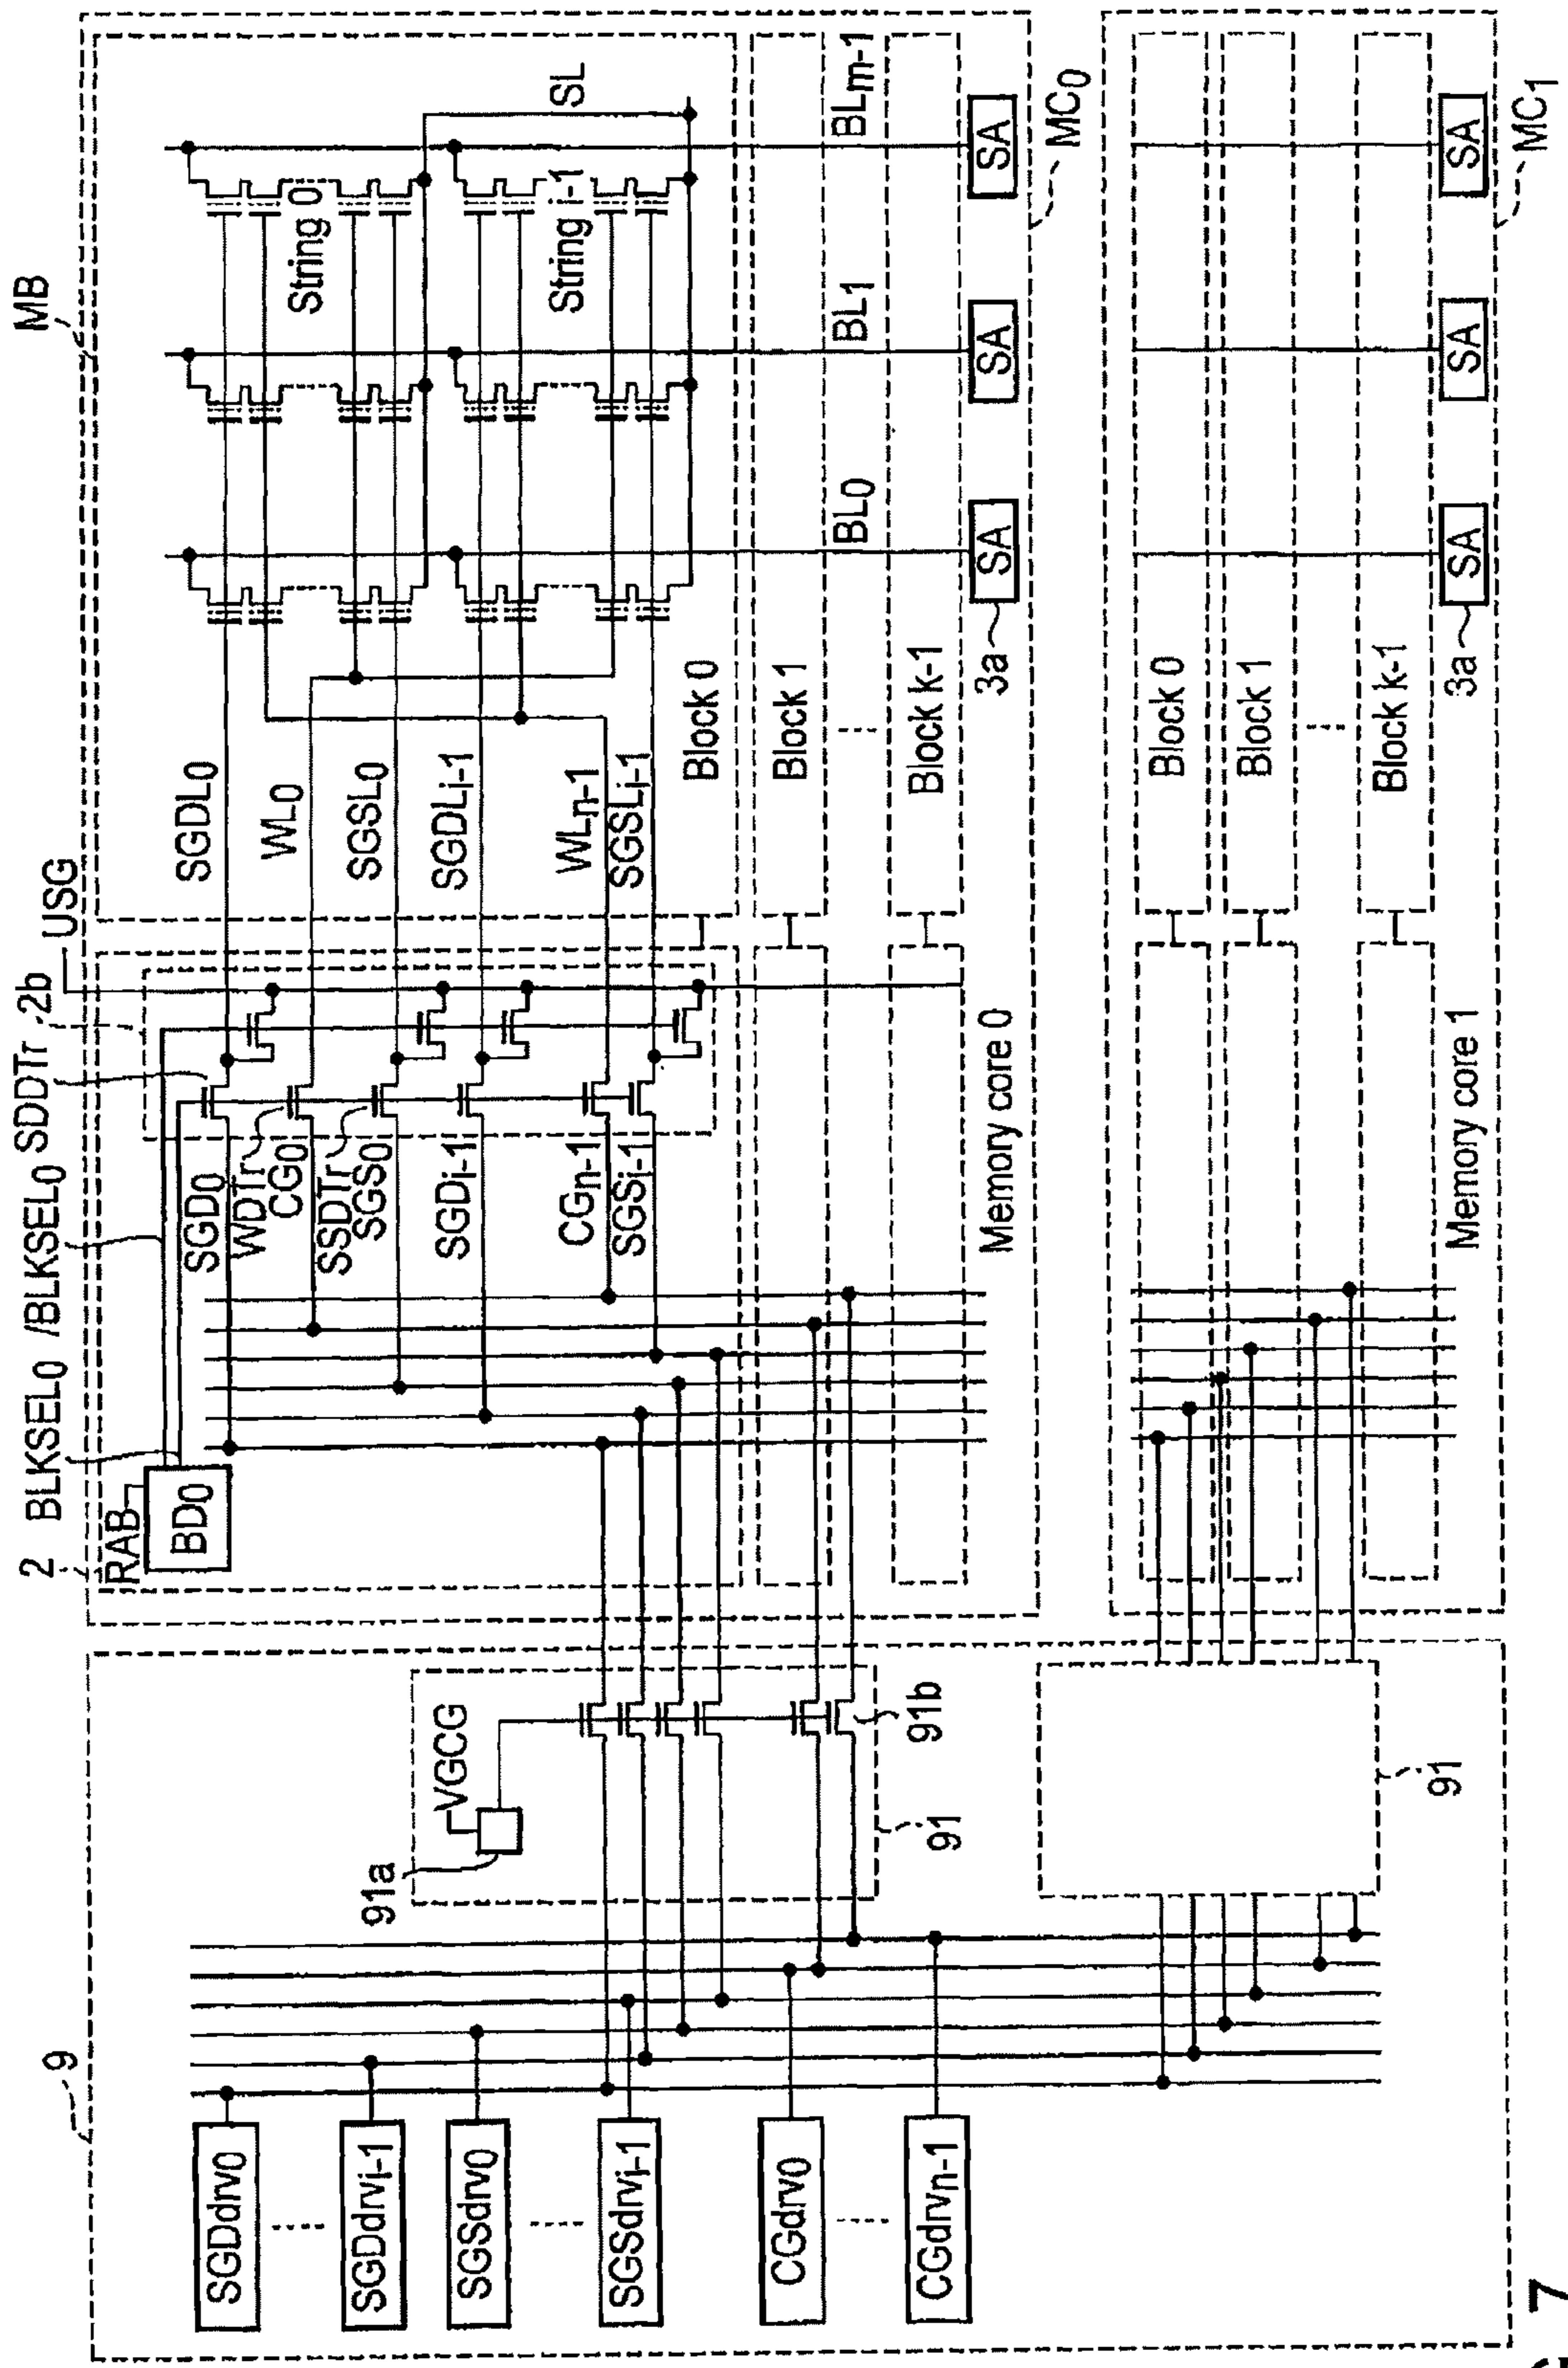 9
SGDdrv0
SGDdrvi-1
SGSdrv0
SGSdrvi-1
CGdrv0
CGdrvn-1
91a
VGCG
91b
91
91
2
RAB
BD0
BLKSEL0
/BLKSEL0
SDDTr
2b
USG
SGD0
WDTr
CG0
SSDTr
SGS0
SGDi-1
CGn-1
SGSi-1
MB
SGDL0
WL0
SGSL0
SGDLi-1
WLn-1
SGSLi-1
String 0
String i-1
SL
Block 0
Block 1
Block k-1
BL0
BL1
BLm-1
3a
SA
SA
SA
Memory core 0
MC0
Block 0
Block 1
Block k-1
3a
SA
SA
SA
Memory core 1
MC1
7